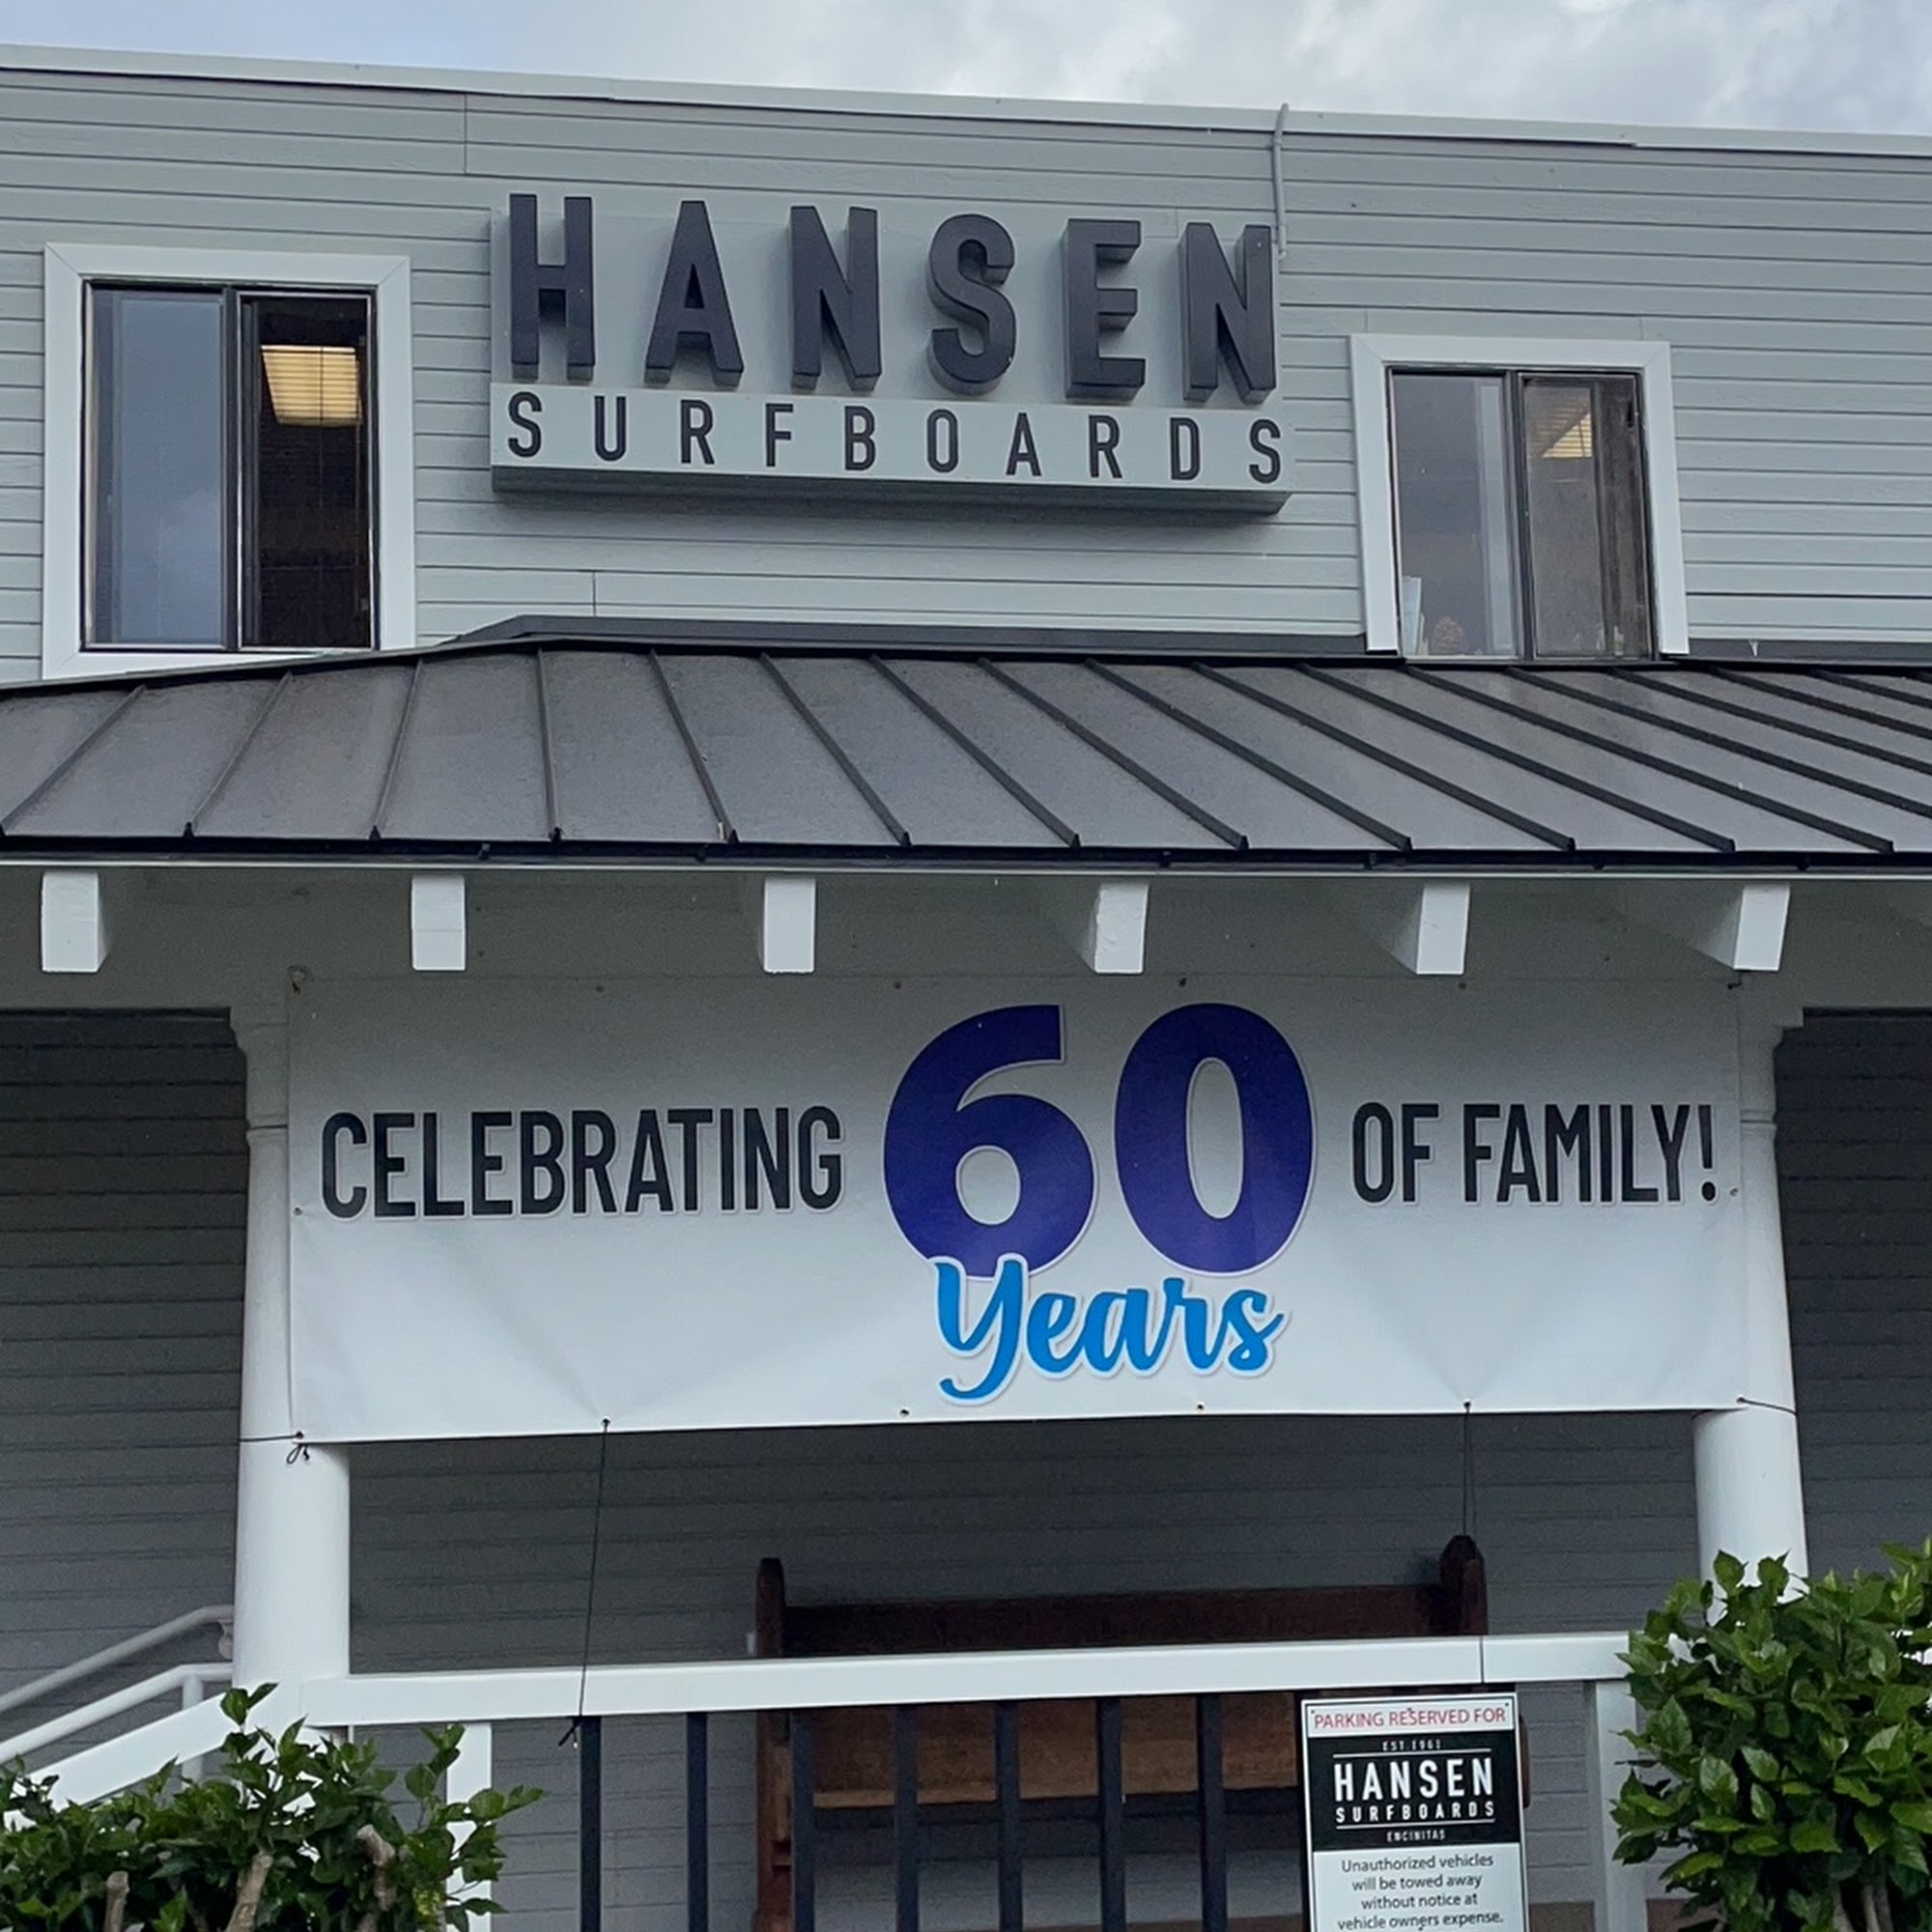 HANSEN
SURFBOARDS
CELEBRATING 60 OF FAMILY!
Years
PARKING RESERVED FOR
EST. 1961
HANSEN
SURFBOARDS
ENCINITAS
Unauthorized vehicles
will be towed away
without notice at
vehicle owners expense.